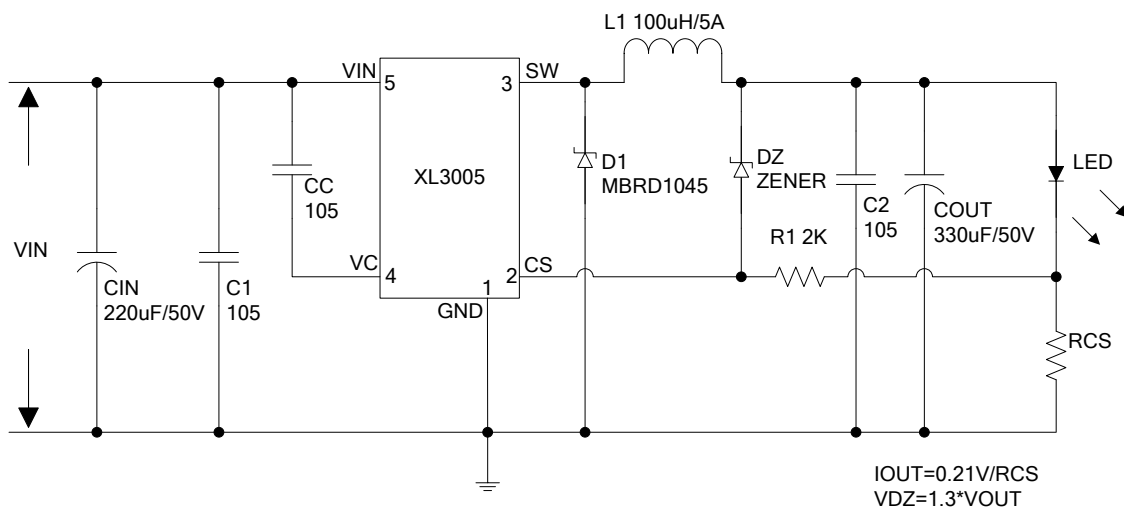 L1 100uH/5A
VIN
5
3
SW
XL3005
CC
105
D1
MBRD1045
DZ
ZENER
LED
C2
105
COUT
330uF/50V
R1 2K
VIN
VC
4
2
CS
1
GND
CIN
220uF/50V
C1
105
RCS
IOUT=0.21V/RCS
VDZ=1.3*VOUT